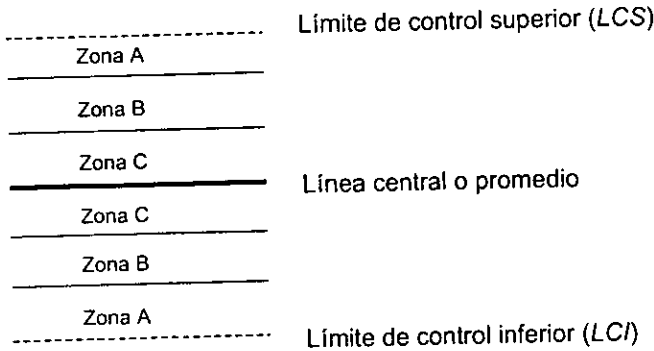 Límite de control superior (LCS)
Zona A
Zona B
Zona C
Línea central o promedio
Zona C
Zona B
Zona A
Límite de control inferior (LCI)